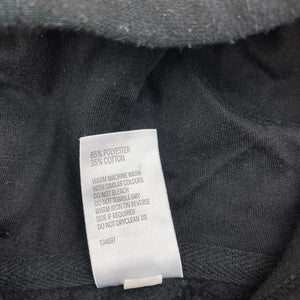 65% POLYESTER
35% COTTON
WARM MACHINE WASH
WITH SIMILAR COLOURS
DO NOT BLEACH
DO NOT TUMBLE DRY
WARM IRON ON REVERSE
SIDE IF REQUIRED
DO NOT DRYCLEAN
134697